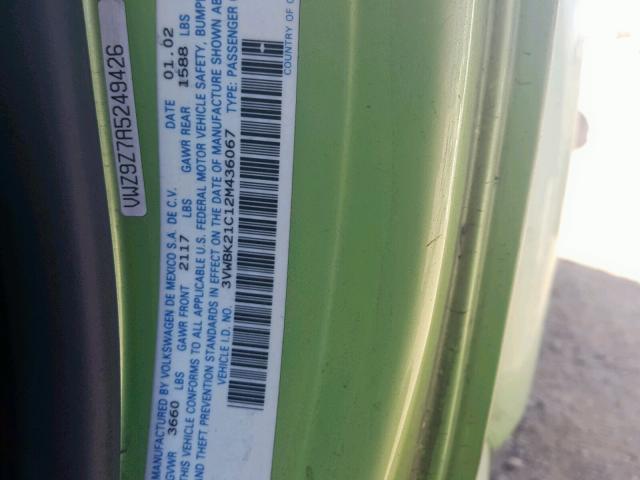 VWZ9Z7A5249426
MANUFACTURED BY VOLKSWAGEN DE MEXICO S.A. DE C.V. DATE 01.02
GVWR 3660 LBS GAWR FRONT 2117 LBS GAWR REAR 1588 LBS
THIS VEHICLE CONFORMS TO ALL APPLICABLE U.S. FEDERAL MOTOR VEHICLE SAFETY, BUMPER
AND THEFT PREVENTION STANDARDS IN EFFECT ON THE DATE OF MANUFACTURE SHOWN
VEHICLE I.D. NO. 3VWBK21C12M436067 TYPE: PASSENGER
COUNTRY OF